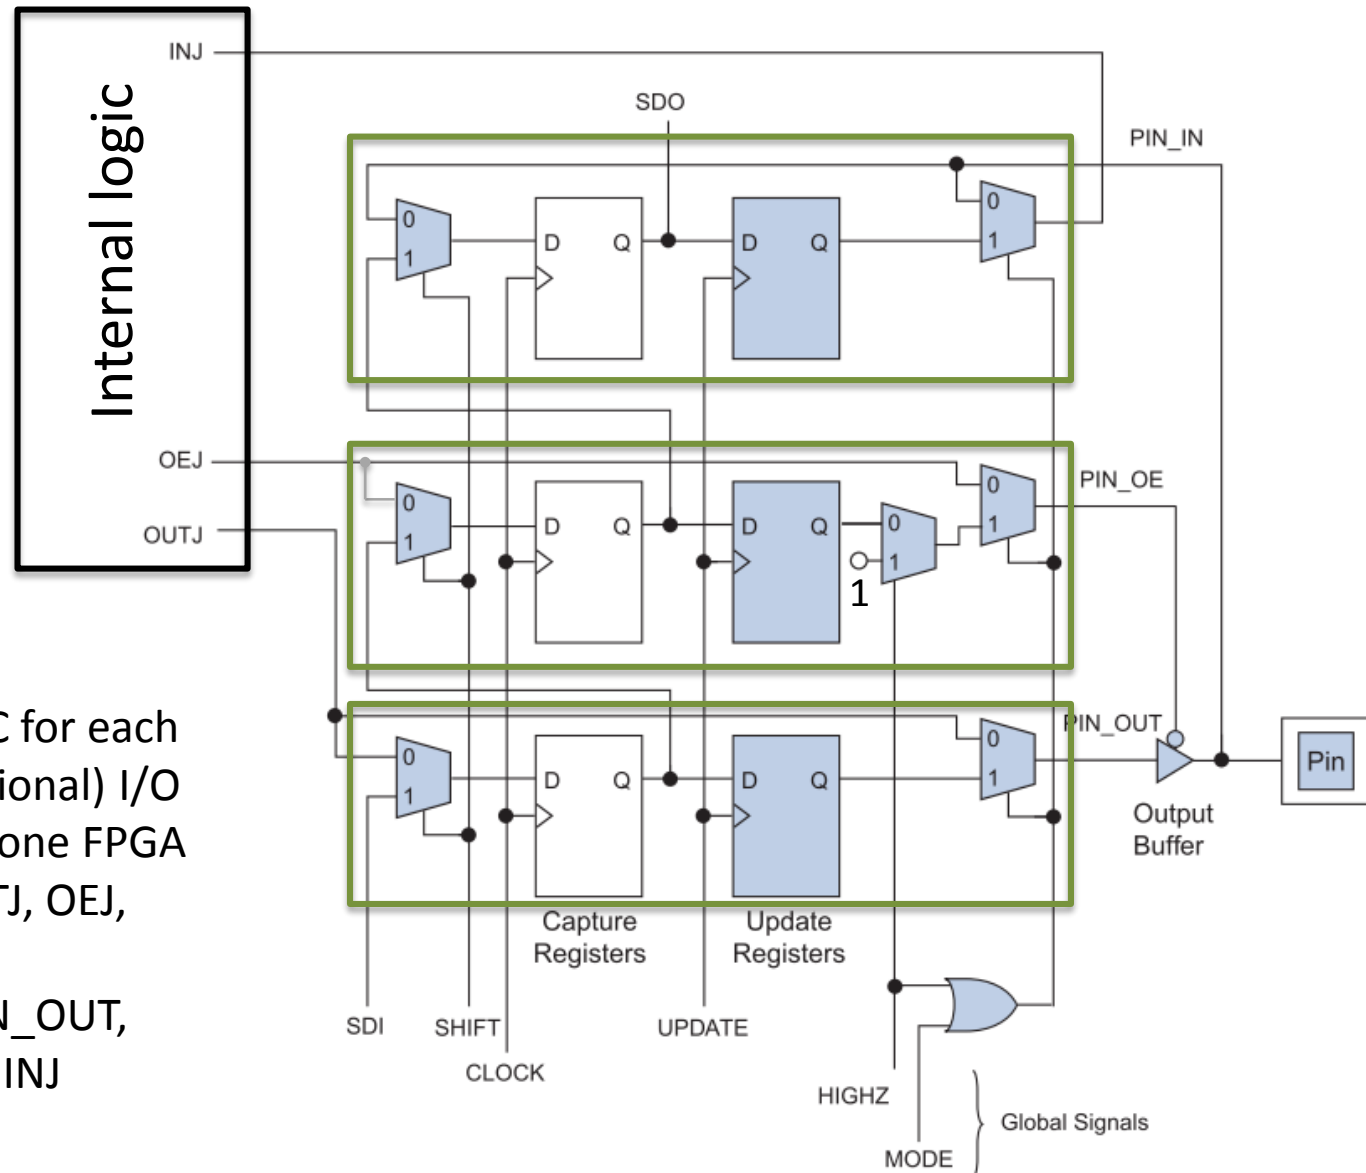 INJ
Internal logic
SDO
PIN_IN
0
1
D
Q
D
Q
0
1
OEJ
OUTJ
0
1
D
Q
D
Q
0
1
1
0
1
PIN_OE
C for each
ional) I/O
one FPGA
TJ, OEJ,
N_OUT,
INJ
0
1
D
Q
D
Q
0
1
PIN_OUT
Pin
Output
Buffer
Capture
Registers
Update
Registers
SDI
SHIFT
CLOCK
UPDATE
HIGHZ
MODE
Global Signals